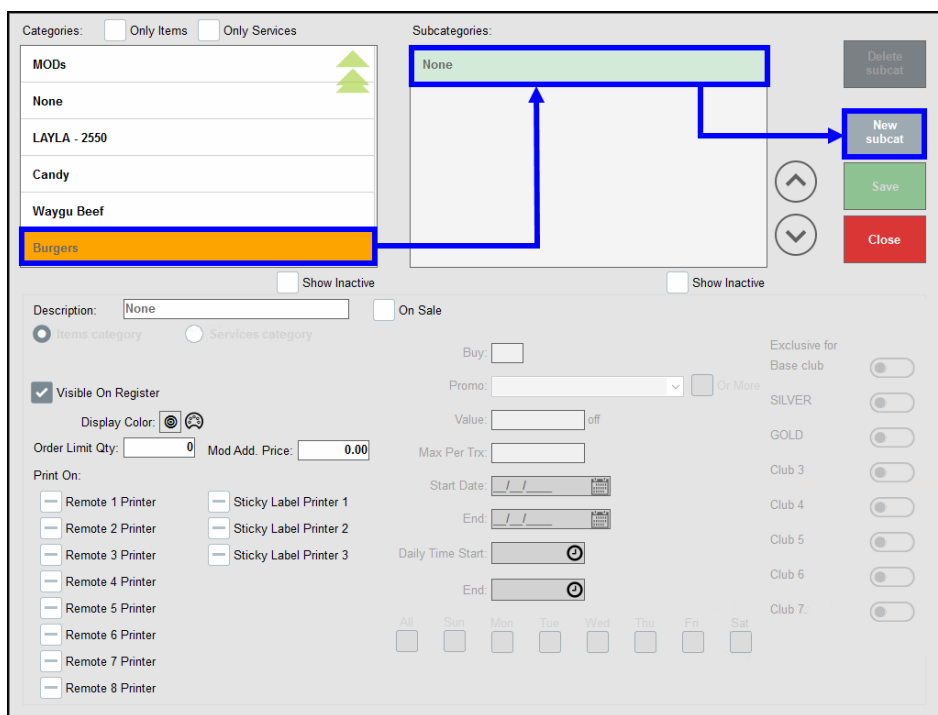 Categories: Only Items Only Services Subcategories:
MODs
None
LAYLA - 2550
Candy
Waygu Beef
Burgers
None
Delete
subcat
New
subcat
Save
Close
Show Inactive Show Inactive
Description: None On Sale
Items category Services category
Visible On Register
Display Color:
Order Limit Qty: 0 Mod Add. Price: 0.00
Print On:
Remote 1 Printer Sticky Label Printer 1
Remote 2 Printer Sticky Label Printer 2
Remote 3 Printer Sticky Label Printer 3
Remote 4 Printer
Remote 5 Printer
Remote 6 Printer
Remote 7 Printer
Remote 8 Printer
Buy:
Promo: Or More
Value: off
Max Per Trx:
Start Date: _/_/____
End: _/_/____
Daily Time Start:
End:
All Sun Mon Tue Wed Thu Fri Sat
Exclusive for
Base club
SILVER
GOLD
Club 3
Club 4
Club 5
Club 6
Club 7.